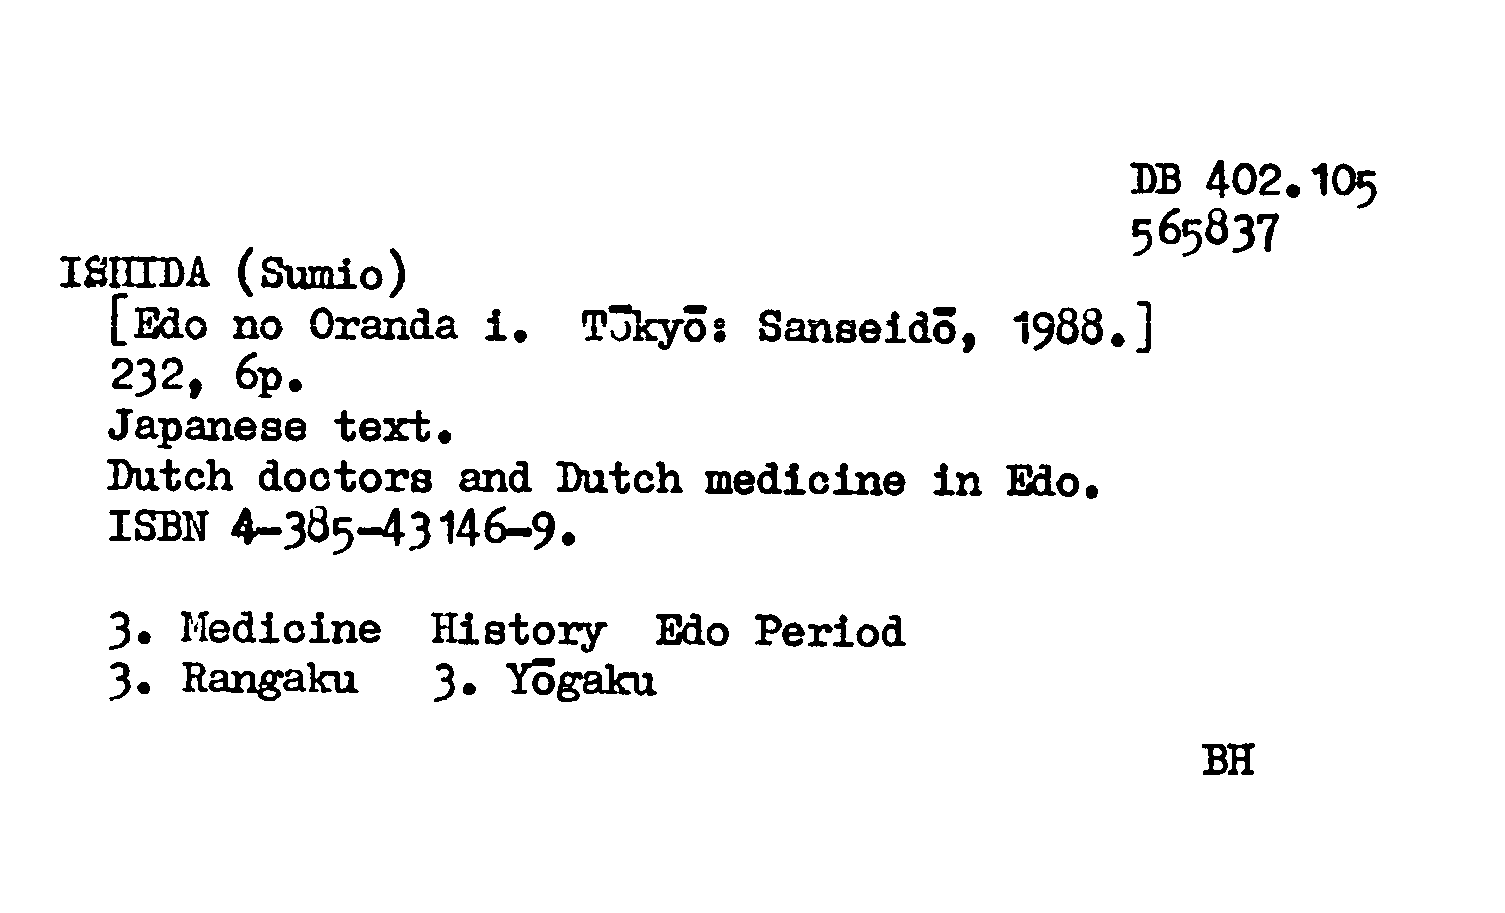 DB 402.105
565837
ISHIDA (Sumio)
[Edo no Oranda i. Tōkyō: Sanseidō, 1988.]
232, 6p.
Japanese text.
Dutch doctors and Dutch medicine in Edo.
ISBN 4-385-43146-9.
3. Medicine History Edo Period
3. Rangaku 3. Yōgaku
BH